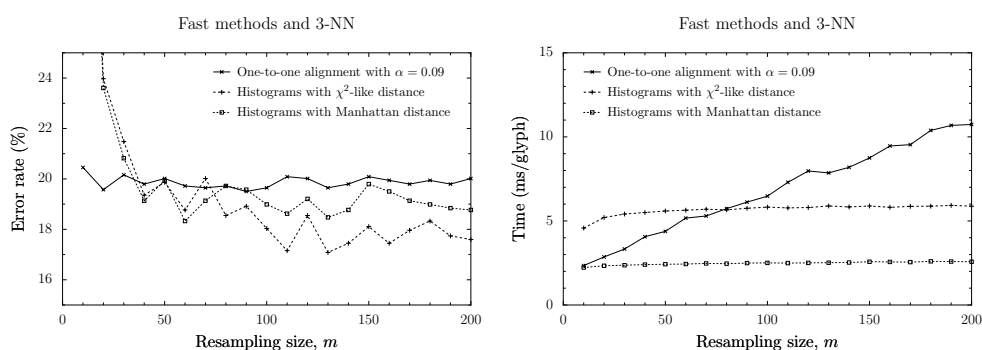 Fast methods and 3-NN
One-to-one alignment with α = 0.09
Histograms with χ²-like distance
Histograms with Manhattan distance
Error rate (%)
24
22
20
18
16
0
50
100
150
200
Resampling size, m
Fast methods and 3-NN
One-to-one alignment with α = 0.09
Histograms with χ²-like distance
Histograms with Manhattan distance
Time (ms/glyph)
15
10
5
0
0
50
100
150
200
Resampling size, m